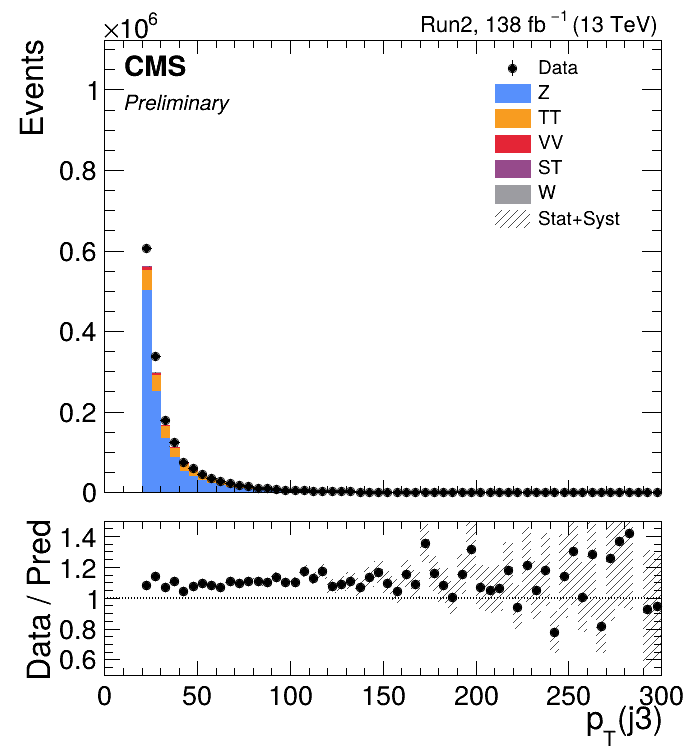 ×10⁶
Run2, 138 fb⁻¹ (13 TeV)
CMS
Preliminary
Events
Data
Z
TT
VV
ST
W
Stat+Syst
1
0.8
0.6
0.4
0.2
0
Data / Pred
1.4
1.2
1
0.8
0.6
0 50 100 150 200 250 300
p_T(j3)